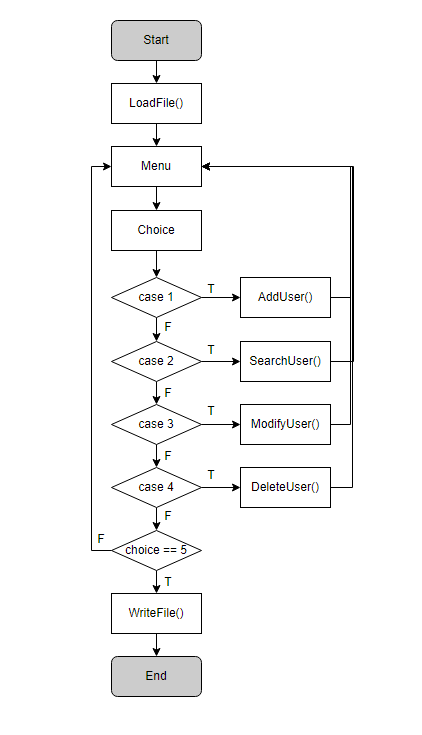 Start
LoadFile()
Menu
Choice
case 1
T
AddUser()
F
case 2
T
SearchUser()
F
case 3
T
ModifyUser()
F
case 4
T
DeleteUser()
F
F
choice == 5
T
WriteFile()
End